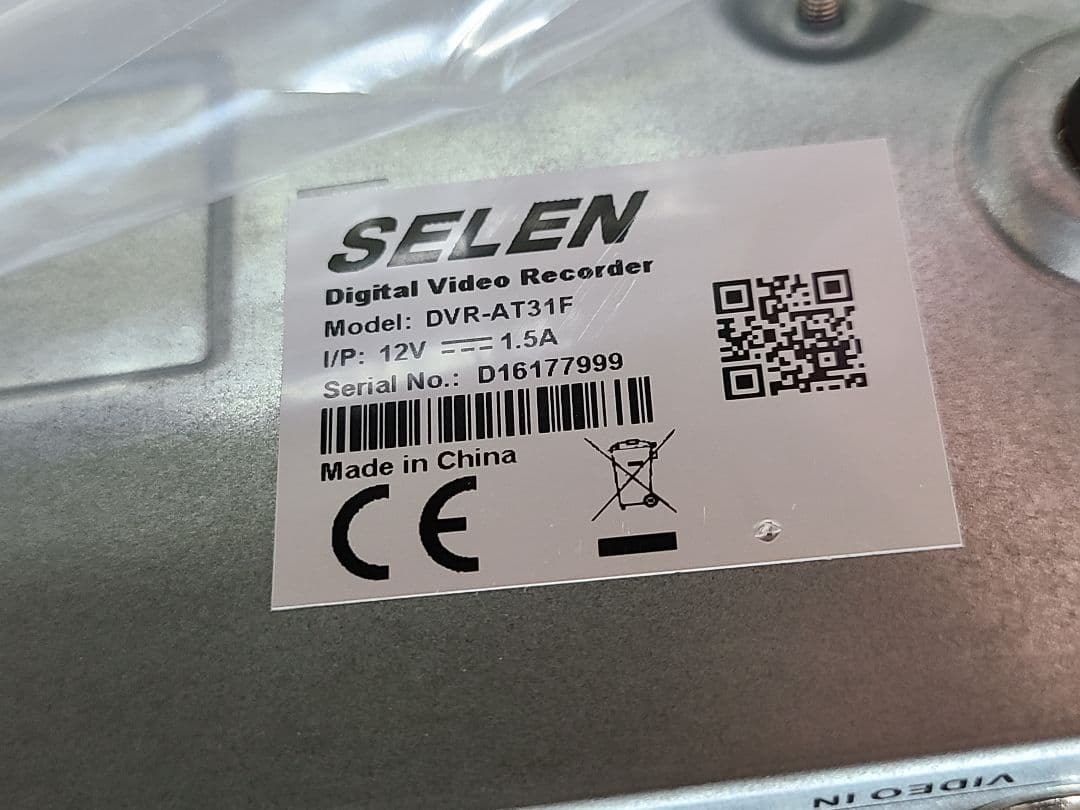 SELEN
Digital Video Recorder
Model: DVR-AT31F
I/P: 12V ⎓ 1.5A
Serial No.: D16177999
Made in China
CE
VIDEO IN